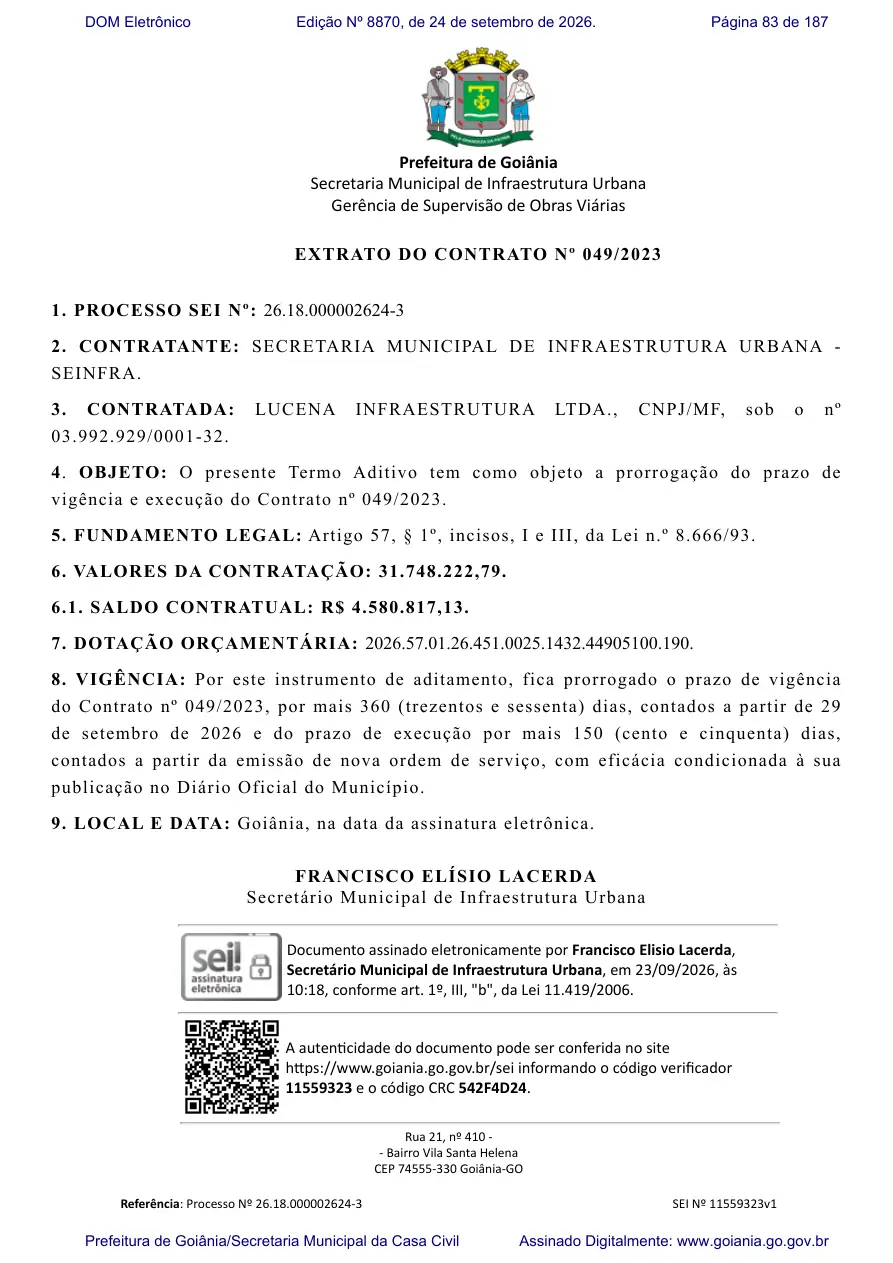 DOM Eletrônico Edição Nº 8870, de 24 de setembro de 2026. Página 83 de 187
PELA GRANDEZA DA PÁTRIA
Prefeitura de Goiânia
Secretaria Municipal de Infraestrutura Urbana
Gerência de Supervisão de Obras Viárias
EXTRATO DO CONTRATO Nº 049/2023
1. PROCESSO SEI Nº: 26.18.000002624-3
2. CONTRATANTE: SECRETARIA MUNICIPAL DE INFRAESTRUTURA URBANA -
SEINFRA.
3. CONTRATADA: LUCENA INFRAESTRUTURA LTDA., CNPJ/MF, sob o nº
03.992.929/0001-32.
4. OBJETO: O presente Termo Aditivo tem como objeto a prorrogação do prazo de
vigência e execução do Contrato nº 049/2023.
5. FUNDAMENTO LEGAL: Artigo 57, § 1º, incisos, I e III, da Lei n.º 8.666/93.
6. VALORES DA CONTRATAÇÃO: 31.748.222,79.
6.1. SALDO CONTRATUAL: R$ 4.580.817,13.
7. DOTAÇÃO ORÇAMENTÁRIA: 2026.57.01.26.451.0025.1432.44905100.190.
8. VIGÊNCIA: Por este instrumento de aditamento, fica prorrogado o prazo de vigência
do Contrato nº 049/2023, por mais 360 (trezentos e sessenta) dias, contados a partir de 29
de setembro de 2026 e do prazo de execução por mais 150 (cento e cinquenta) dias,
contados a partir da emissão de nova ordem de serviço, com eficácia condicionada à sua
publicação no Diário Oficial do Município.
9. LOCAL E DATA: Goiânia, na data da assinatura eletrônica.
FRANCISCO ELÍSIO LACERDA
Secretário Municipal de Infraestrutura Urbana
sei!
assinatura
eletrônica
Documento assinado eletronicamente por Francisco Elisio Lacerda,
Secretário Municipal de Infraestrutura Urbana, em 23/09/2026, às
10:18, conforme art. 1º, III, "b", da Lei 11.419/2006.
A autenticidade do documento pode ser conferida no site
https://www.goiania.go.gov.br/sei informando o código verificador
11559323 e o código CRC 542F4D24.
Rua 21, nº 410 -
- Bairro Vila Santa Helena
CEP 74555-330 Goiânia-GO
Referência: Processo Nº 26.18.000002624-3 SEI Nº 11559323v1
Prefeitura de Goiânia/Secretaria Municipal da Casa Civil Assinado Digitalmente: www.goiania.go.gov.br